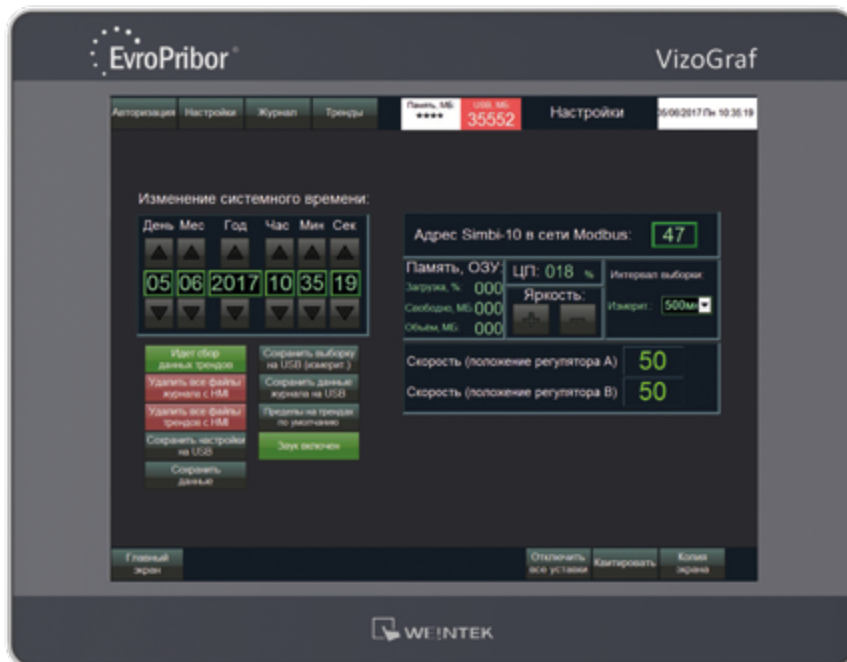 EvroPribor
VizoGraf
Авторизация Настройки Журнал Тренды Память, МБ USB, МБ Настройки 05/06/2017 Пн 10:35:19
**** 35552
Изменение системного времени:
День Мес Год Час Мин Сек
05 06 2017 10 35 19
Адрес Simbi-10 в сети Modbus: 47
Память, ОЗУ: ЦП: 018 % Интервал выборки:
Загрузка, %: 000 Яркость:
Свободно, МБ: 000 + − Измерит.: 500м
Объём, МБ: 000
Скорость (положение регулятора А) 50
Скорость (положение регулятора В) 50
Идет сбор
данных трендов
Сохранить выборку
на USB (измерит.)
Удалить все файлы
журнала с HMI
Сохранить данные
журнала на USB
Удалить все файлы
трендов с HMI
Пределы на трендах
по умолчанию
Сохранить настройки
на USB
Звук включен
Сохранить
данные
Главный
экран
Отключить
все уставки
Квитировать
Копия
экрана
WEINTEK